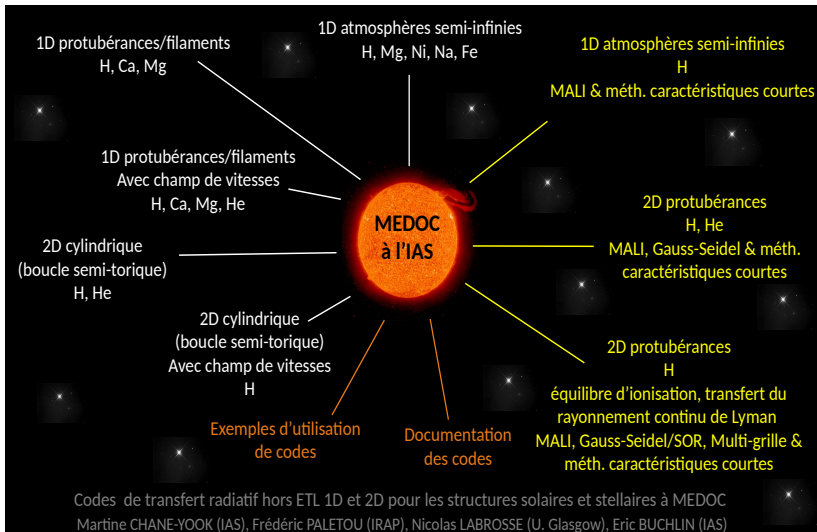 1D protubérances/filaments
H, Ca, Mg
1D atmosphères semi-infinies
H, Mg, Ni, Na, Fe
1D atmosphères semi-infinies
H
MALI & méth. caractéristiques courtes
1D protubérances/filaments
Avec champ de vitesses
H, Ca, Mg, He
MEDOC
à l’IAS
2D protubérances
H, He
MALI, Gauss-Seidel & méth.
caractéristiques courtes
2D cylindrique
(boucle semi-torique)
H, He
2D cylindrique
(boucle semi-torique)
Avec champ de vitesses
H
2D protubérances
H
équilibre d’ionisation, transfert du
rayonnement continu de Lyman
MALI, Gauss-Seidel/SOR, Multi-grille &
méth. caractéristiques courtes
Exemples d’utilisation
de codes
Documentation
des codes
Codes de transfert radiatif hors ETL 1D et 2D pour les structures solaires et stellaires à MEDOC
Martine CHANE-YOOK (IAS), Frédéric PALETOU (IRAP), Nicolas LABROSSE (U. Glasgow), Eric BUCHLIN (IAS)